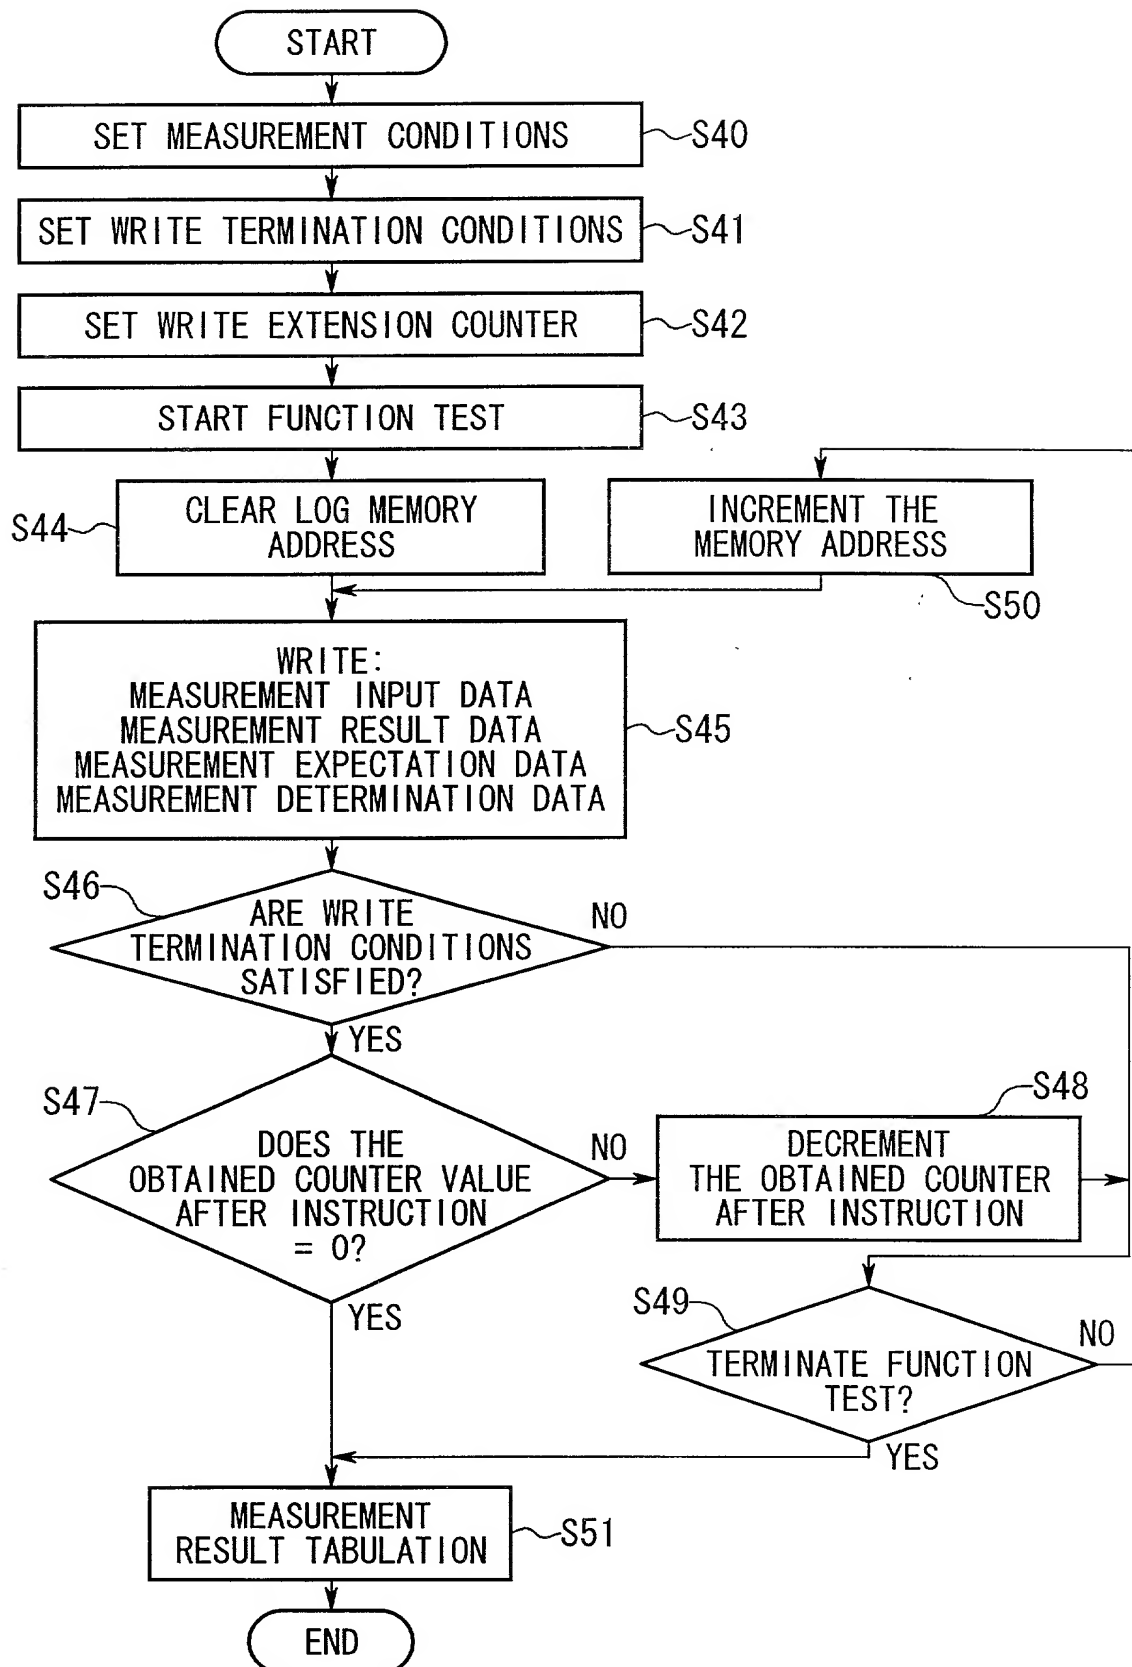 START
SET MEASUREMENT CONDITIONS
S40
SET WRITE TERMINATION CONDITIONS
S41
SET WRITE EXTENSION COUNTER
S42
START FUNCTION TEST
S43
S44
CLEAR LOG MEMORY
ADDRESS
INCREMENT THE
MEMORY ADDRESS
S50
WRITE:
MEASUREMENT INPUT DATA
MEASUREMENT RESULT DATA
MEASUREMENT EXPECTATION DATA
MEASUREMENT DETERMINATION DATA
S45
S46
ARE WRITE
TERMINATION CONDITIONS
SATISFIED?
NO
YES
S47
DOES THE
OBTAINED COUNTER VALUE
AFTER INSTRUCTION
= 0?
NO
YES
S48
DECREMENT
THE OBTAINED COUNTER
AFTER INSTRUCTION
S49
TERMINATE FUNCTION
TEST?
NO
YES
MEASUREMENT
RESULT TABULATION
S51
END